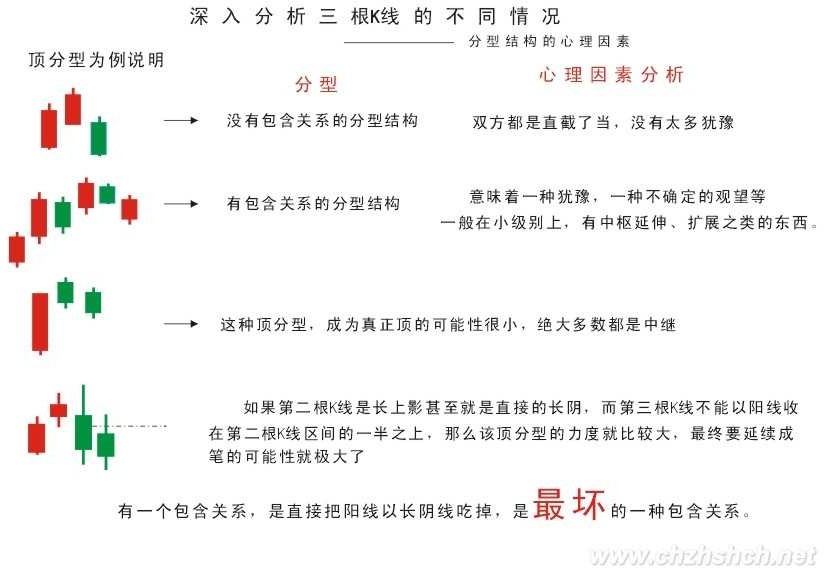 深入分析三根K线的不同情况
分型结构的心理因素
顶分型为例说明
分型
心理因素分析
没有包含关系的分型结构
双方都是直截了当，没有太多犹豫
有包含关系的分型结构
意味着一种犹豫，一种不确定的观望等
一般在小级别上，有中枢延伸、扩展之类的东西。
这种顶分型，成为真正顶的可能性很小，绝大多数都是中继
如果第二根K线是长上影甚至就是直接的长阴，而第三根K线不能以阳线收
在第二根K线区间的一半之上，那么该顶分型的力度就比较大，最终要延续成
笔的可能性就极大了
有一个包含关系，是直接把阳线以长阴线吃掉，是最坏的一种包含关系。
www.chzhshch.net